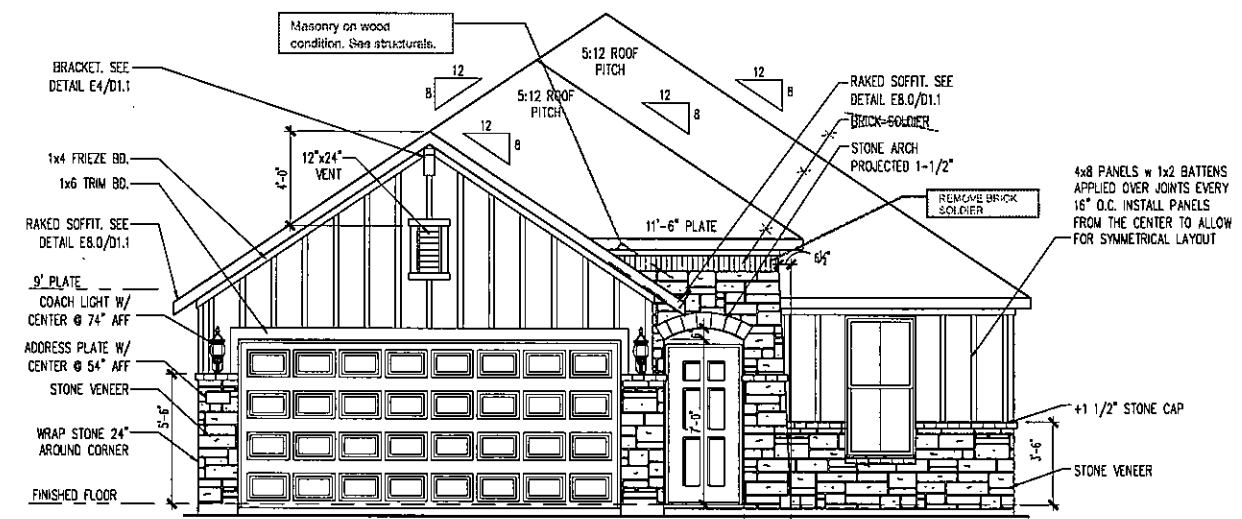 Masonry on wood
condition. See structurals.
BRACKET. SEE
DETAIL E4/D1.1
1x4 FRIEZE BD.
1x6 TRIM BD.
RAKED SOFFIT. SEE
DETAIL E8.0/D1.1
9' PLATE
COACH LIGHT W/
CENTER @ 74" AFF
ADDRESS PLATE W/
CENTER @ 54" AFF
STONE VENEER
WRAP STONE 24"
AROUND CORNER
FINISHED FLOOR
5'-6"
4'-0"
12"x24"
VENT
12
8
12
8
5:12 ROOF
PITCH
5:12 ROOF
PITCH
12
8
12
8
11'-6" PLATE
6½"
6"
7'-0"
RAKED SOFFIT. SEE
DETAIL E8.0/D1.1
BRICK SOLDIER
STONE ARCH
PROJECTED 1-1/2"
REMOVE BRICK
SOLDIER
4x8 PANELS w 1x2 BATTENS
APPLIED OVER JOINTS EVERY
16" O.C. INSTALL PANELS
FROM THE CENTER TO ALLOW
FOR SYMMETRICAL LAYOUT
+1 1/2" STONE CAP
3'-6"
STONE VENEER